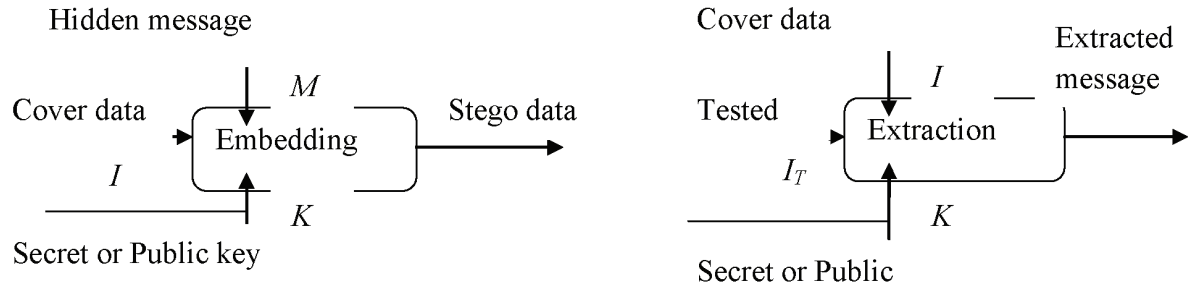 Hidden message
M
Cover data
Embedding
Stego data
I
K
Secret or Public key
Cover data
Extracted
message
I
Tested
Extraction
I_T
K
Secret or Public